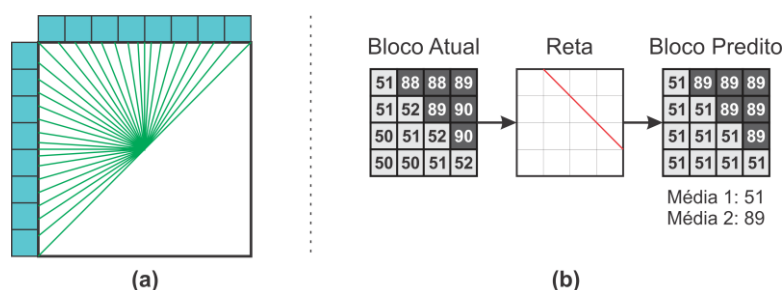 Bloco Atual
Reta
Bloco Predito
51 88 88 89
51 52 89 90
50 51 52 90
50 50 51 52
51 89 89 89
51 51 89 89
51 51 51 89
51 51 51 51
Média 1: 51
Média 2: 89
(a)
(b)